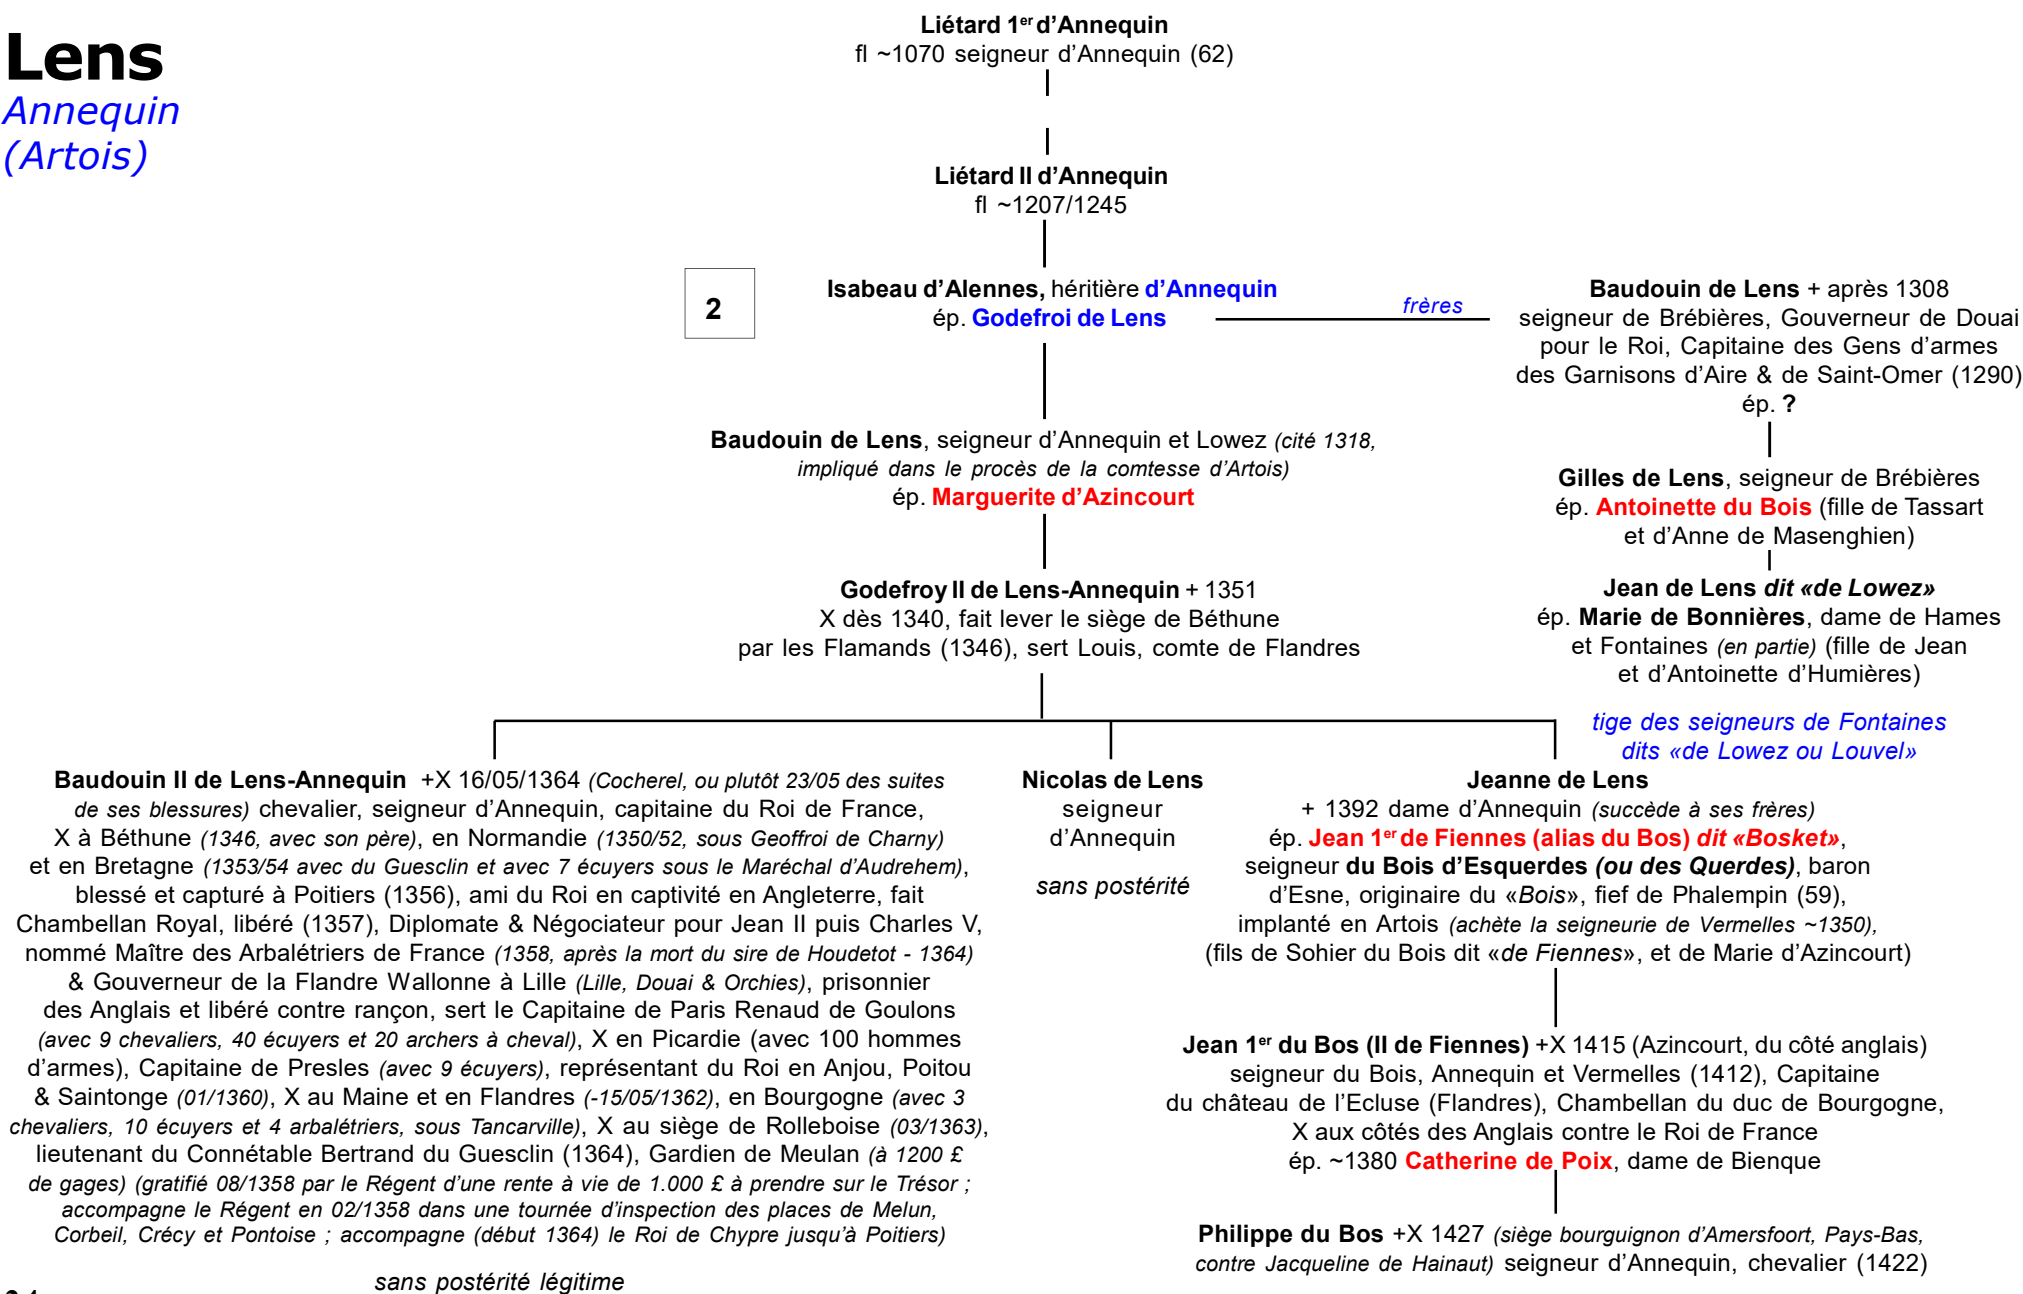 Lens
Annequin
(Artois)
Liétard 1er d’Annequin
fl ~1070 seigneur d’Annequin (62)
Liétard II d’Annequin
fl ~1207/1245
2
Isabeau d’Alennes, héritière d’Annequin
ép. Godefroi de Lens
frères
Baudouin de Lens + après 1308
seigneur de Brébières, Gouverneur de Douai
pour le Roi, Capitaine des Gens d’armes
des Garnisons d’Aire & de Saint-Omer (1290)
ép. ?
Baudouin de Lens, seigneur d’Annequin et Lowez (cité 1318,
impliqué dans le procès de la comtesse d’Artois)
ép. Marguerite d’Azincourt
Gilles de Lens, seigneur de Brébières
ép. Antoinette du Bois (fille de Tassart
et d’Anne de Masenghien)
Godefroy II de Lens-Annequin + 1351
X dès 1340, fait lever le siège de Béthune
par les Flamands (1346), sert Louis, comte de Flandres
Jean de Lens dit «de Lowez»
ép. Marie de Bonnières, dame de Hames
et Fontaines (en partie) (fille de Jean
et d’Antoinette d’Humières)
tige des seigneurs de Fontaines
dits «de Lowez ou Louvel»
Baudouin II de Lens-Annequin +X 16/05/1364 (Cocherel, ou plutôt 23/05 des suites
de ses blessures) chevalier, seigneur d’Annequin, capitaine du Roi de France,
X à Béthune (1346, avec son père), en Normandie (1350/52, sous Geoffroi de Charny)
et en Bretagne (1353/54 avec du Guesclin et avec 7 écuyers sous le Maréchal d’Audrehem),
blessé et capturé à Poitiers (1356), ami du Roi en captivité en Angleterre, fait
Chambellan Royal, libéré (1357), Diplomate & Négociateur pour Jean II puis Charles V,
nommé Maître des Arbalétriers de France (1358, après la mort du sire de Houdetot - 1364)
& Gouverneur de la Flandre Wallonne à Lille (Lille, Douai & Orchies), prisonnier
des Anglais et libéré contre rançon, sert le Capitaine de Paris Renaud de Goulons
(avec 9 chevaliers, 40 écuyers et 20 archers à cheval), X en Picardie (avec 100 hommes
d’armes), Capitaine de Presles (avec 9 écuyers), représentant du Roi en Anjou, Poitou
& Saintonge (01/1360), X au Maine et en Flandres (-15/05/1362), en Bourgogne (avec 3
chevaliers, 10 écuyers et 4 arbalétriers, sous Tancarville), X au siège de Rolleboise (03/1363),
lieutenant du Connétable Bertrand du Guesclin (1364), Gardien de Meulan (à 1200 £
de gages) (gratifié 08/1358 par le Régent d’une rente à vie de 1.000 £ à prendre sur le Trésor ;
accompagne le Régent en 02/1358 dans une tournée d’inspection des places de Melun,
Corbeil, Crécy et Pontoise ; accompagne (début 1364) le Roi de Chypre jusqu’à Poitiers)
sans postérité légitime
Nicolas de Lens
seigneur
d’Annequin
sans postérité
Jeanne de Lens
+ 1392 dame d’Annequin (succède à ses frères)
ép. Jean 1er de Fiennes (alias du Bos) dit «Bosket»,
seigneur du Bois d’Esquerdes (ou des Querdes), baron
d’Esne, originaire du «Bois», fief de Phalempin (59),
implanté en Artois (achète la seigneurie de Vermelles ~1350),
(fils de Sohier du Bois dit «de Fiennes», et de Marie d’Azincourt)
Jean 1er du Bos (II de Fiennes) +X 1415 (Azincourt, du côté anglais)
seigneur du Bois, Annequin et Vermelles (1412), Capitaine
du château de l’Ecluse (Flandres), Chambellan du duc de Bourgogne,
X aux côtés des Anglais contre le Roi de France
ép. ~1380 Catherine de Poix, dame de Bienque
Philippe du Bos +X 1427 (siège bourguignon d’Amersfoort, Pays-Bas,
contre Jacqueline de Hainaut) seigneur d’Annequin, chevalier (1422)